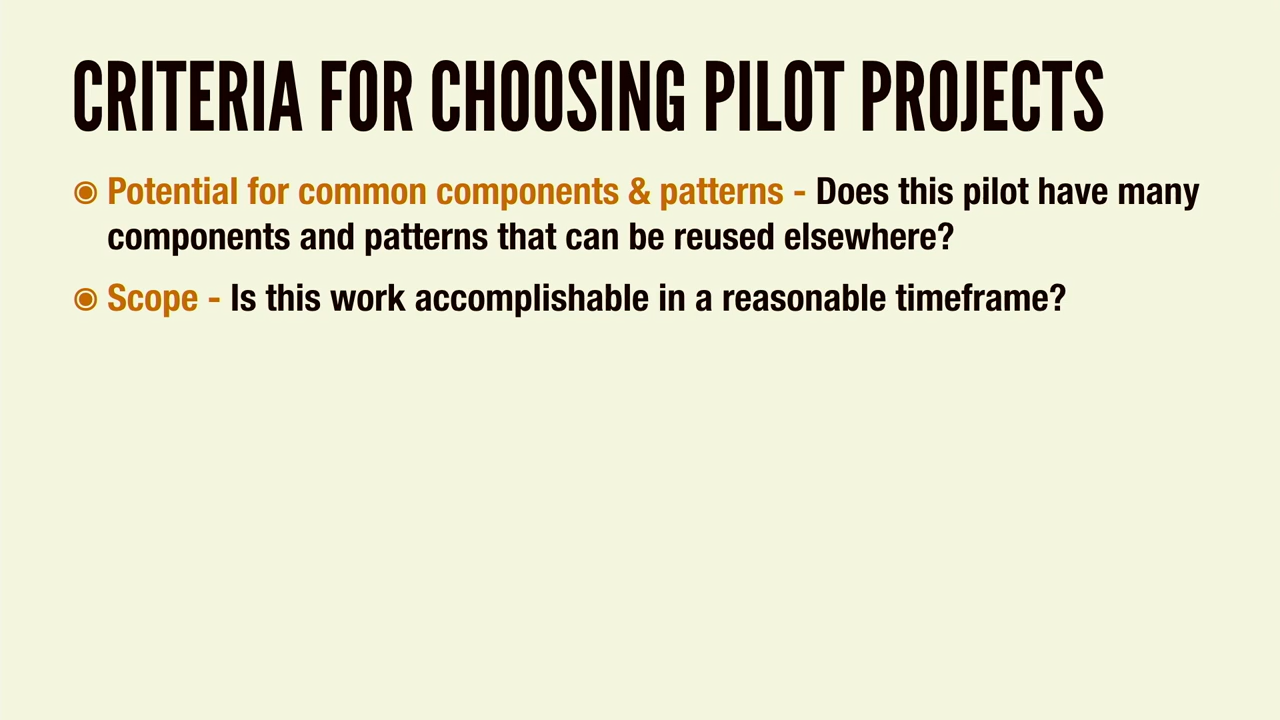 CRITERIA FOR CHOOSING PILOT PROJECTS
◉ Potential for common components & patterns - Does this pilot have many
components and patterns that can be reused elsewhere?
◉ Scope - Is this work accomplishable in a reasonable timeframe?